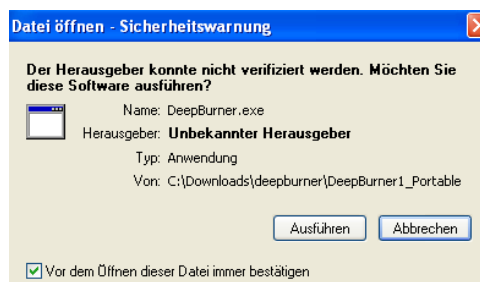 Datei öffnen - Sicherheitswarnung
Der Herausgeber konnte nicht verifiziert werden. Möchten Sie
diese Software ausführen?
Name: DeepBurner.exe
Herausgeber: Unbekannter Herausgeber
Typ: Anwendung
Von: C:\Downloads\deepburner\DeepBurner1_Portable
Ausführen Abbrechen
Vor dem Öffnen dieser Datei immer bestätigen